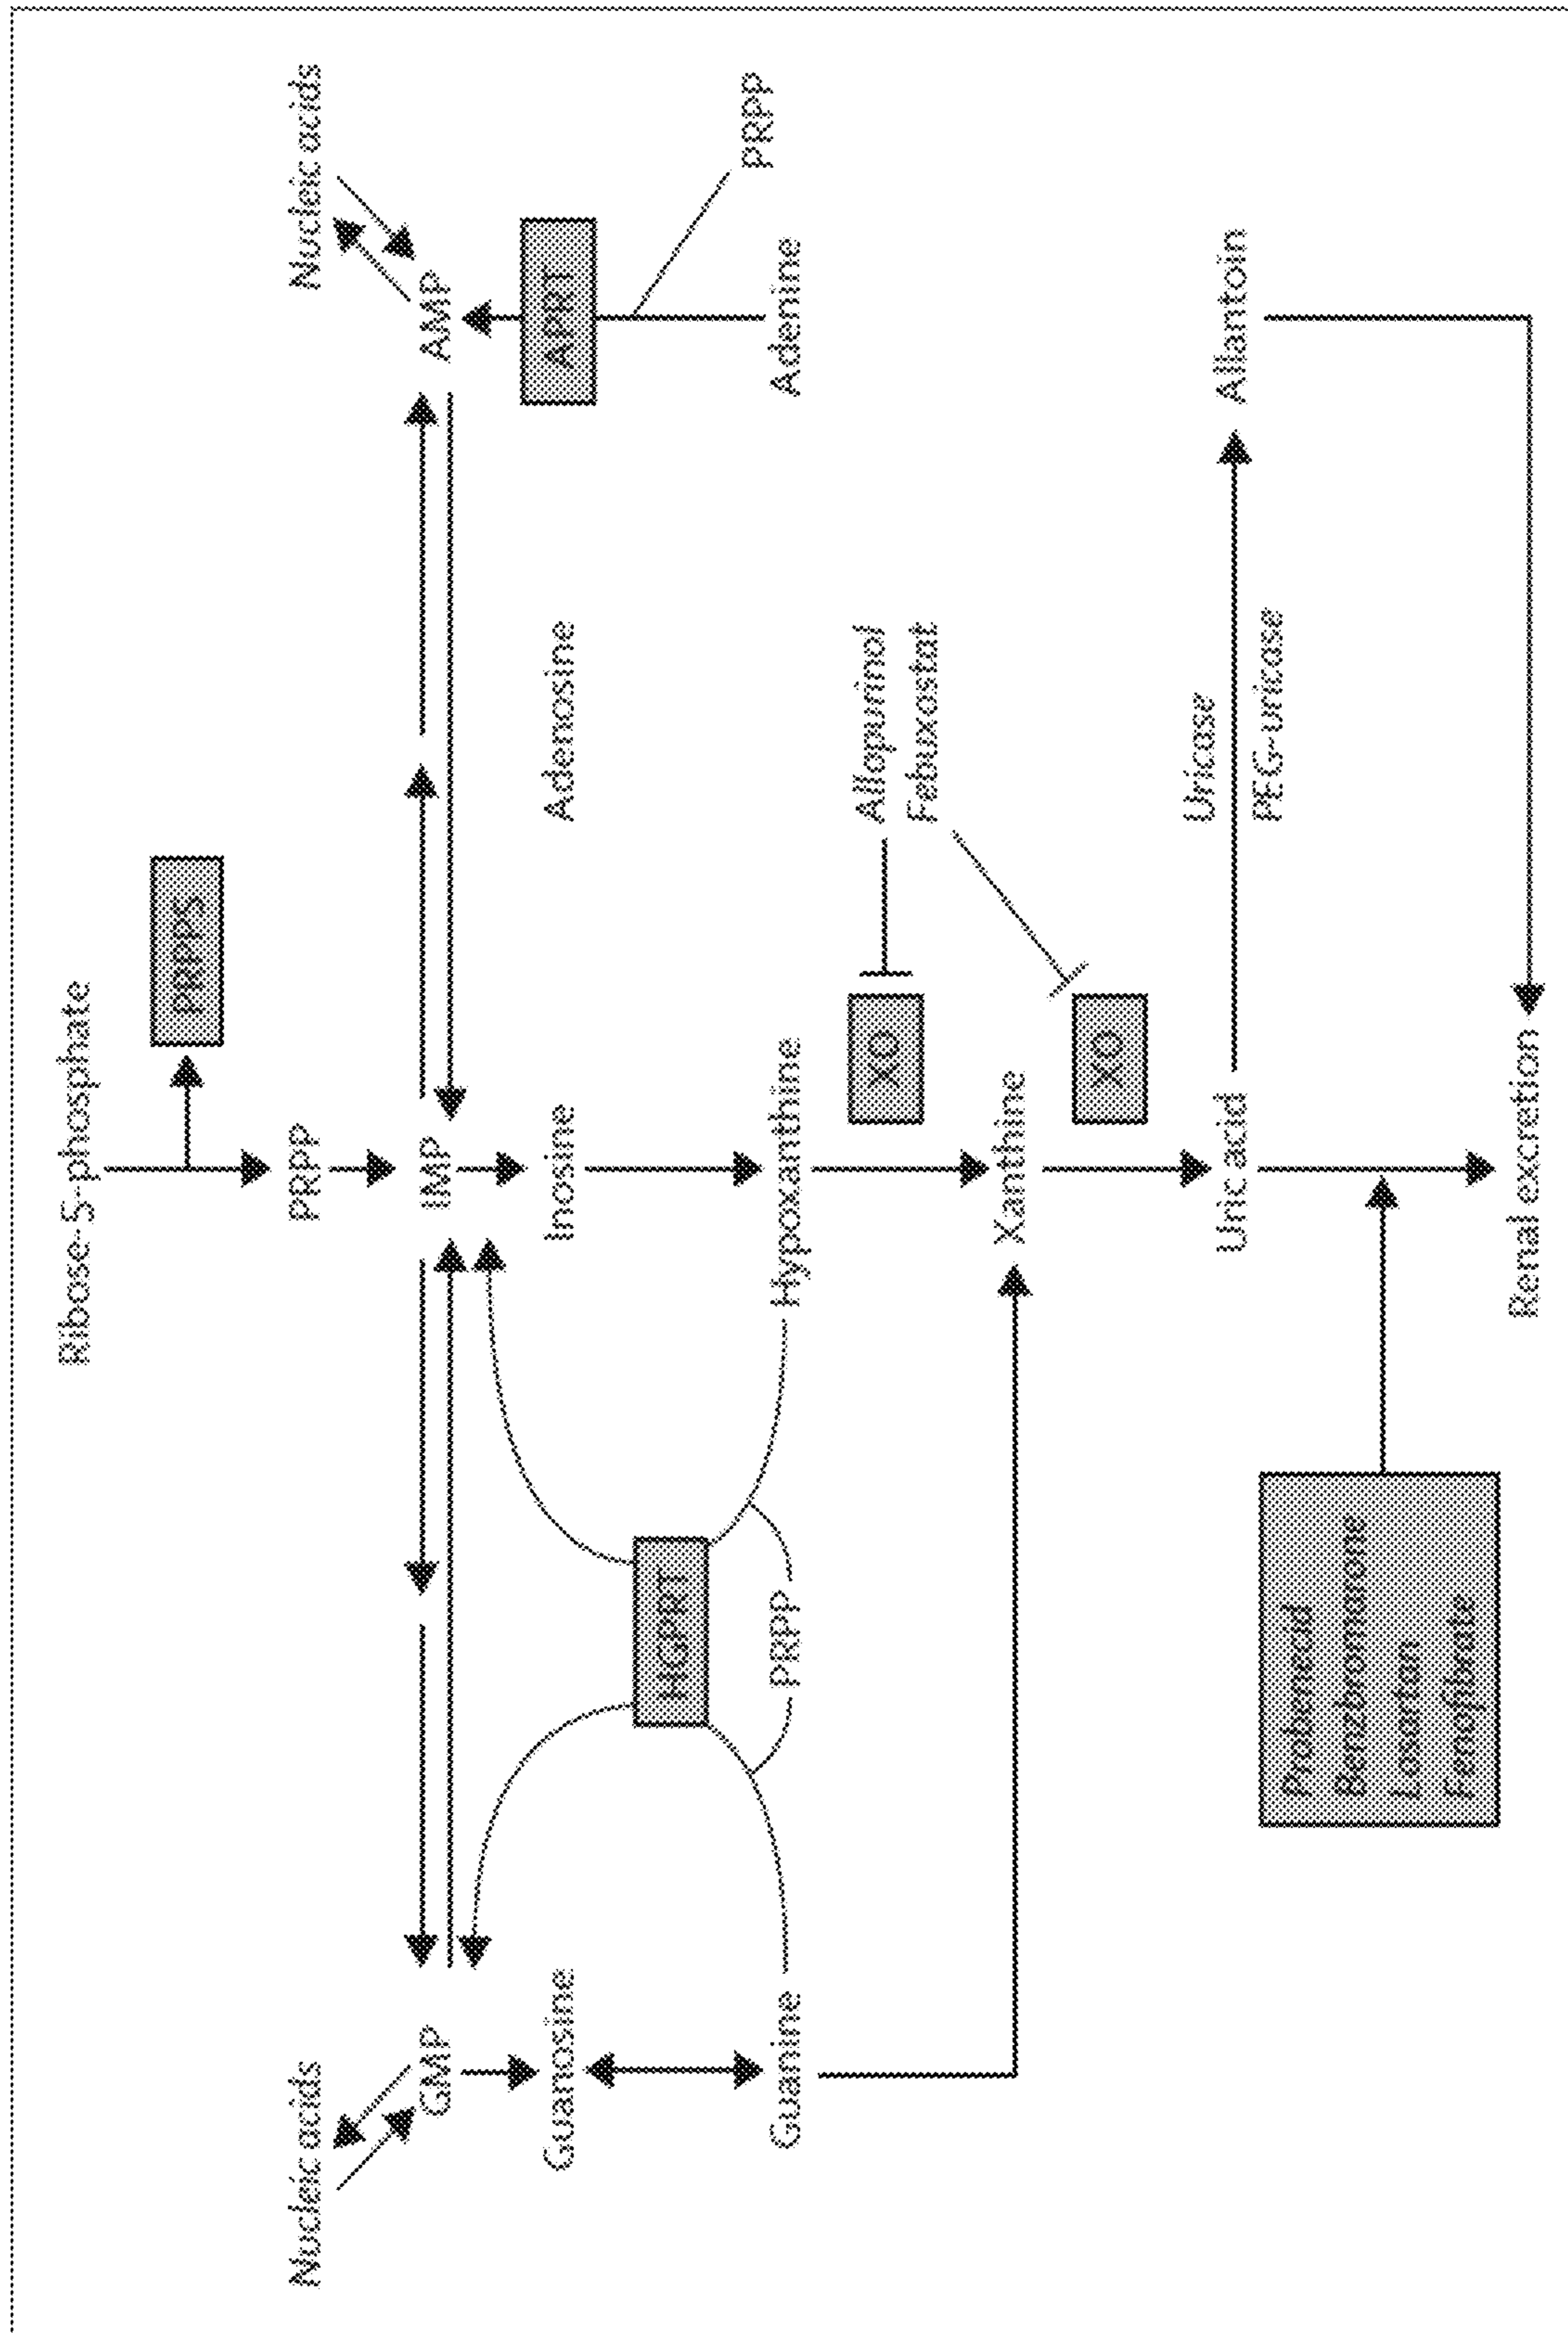 Ribose-5-phosphate
PRPPS
Nucleic acids
PRPP
Nucleic acids
GMP
IMP
AMP
Guanosine
Inosine
Adenosine
APRT
HGPRT
PRPP
Guanine
PRPP
Hypoxanthine
Adenine
XO
Allopurinol
Febuxostat
Xanthine
XO
Uricase
Uric acid
Allantoin
PEG-uricase
Probenecid
Benzbromarone
Losartan
Fenofibrate
Renal excretion